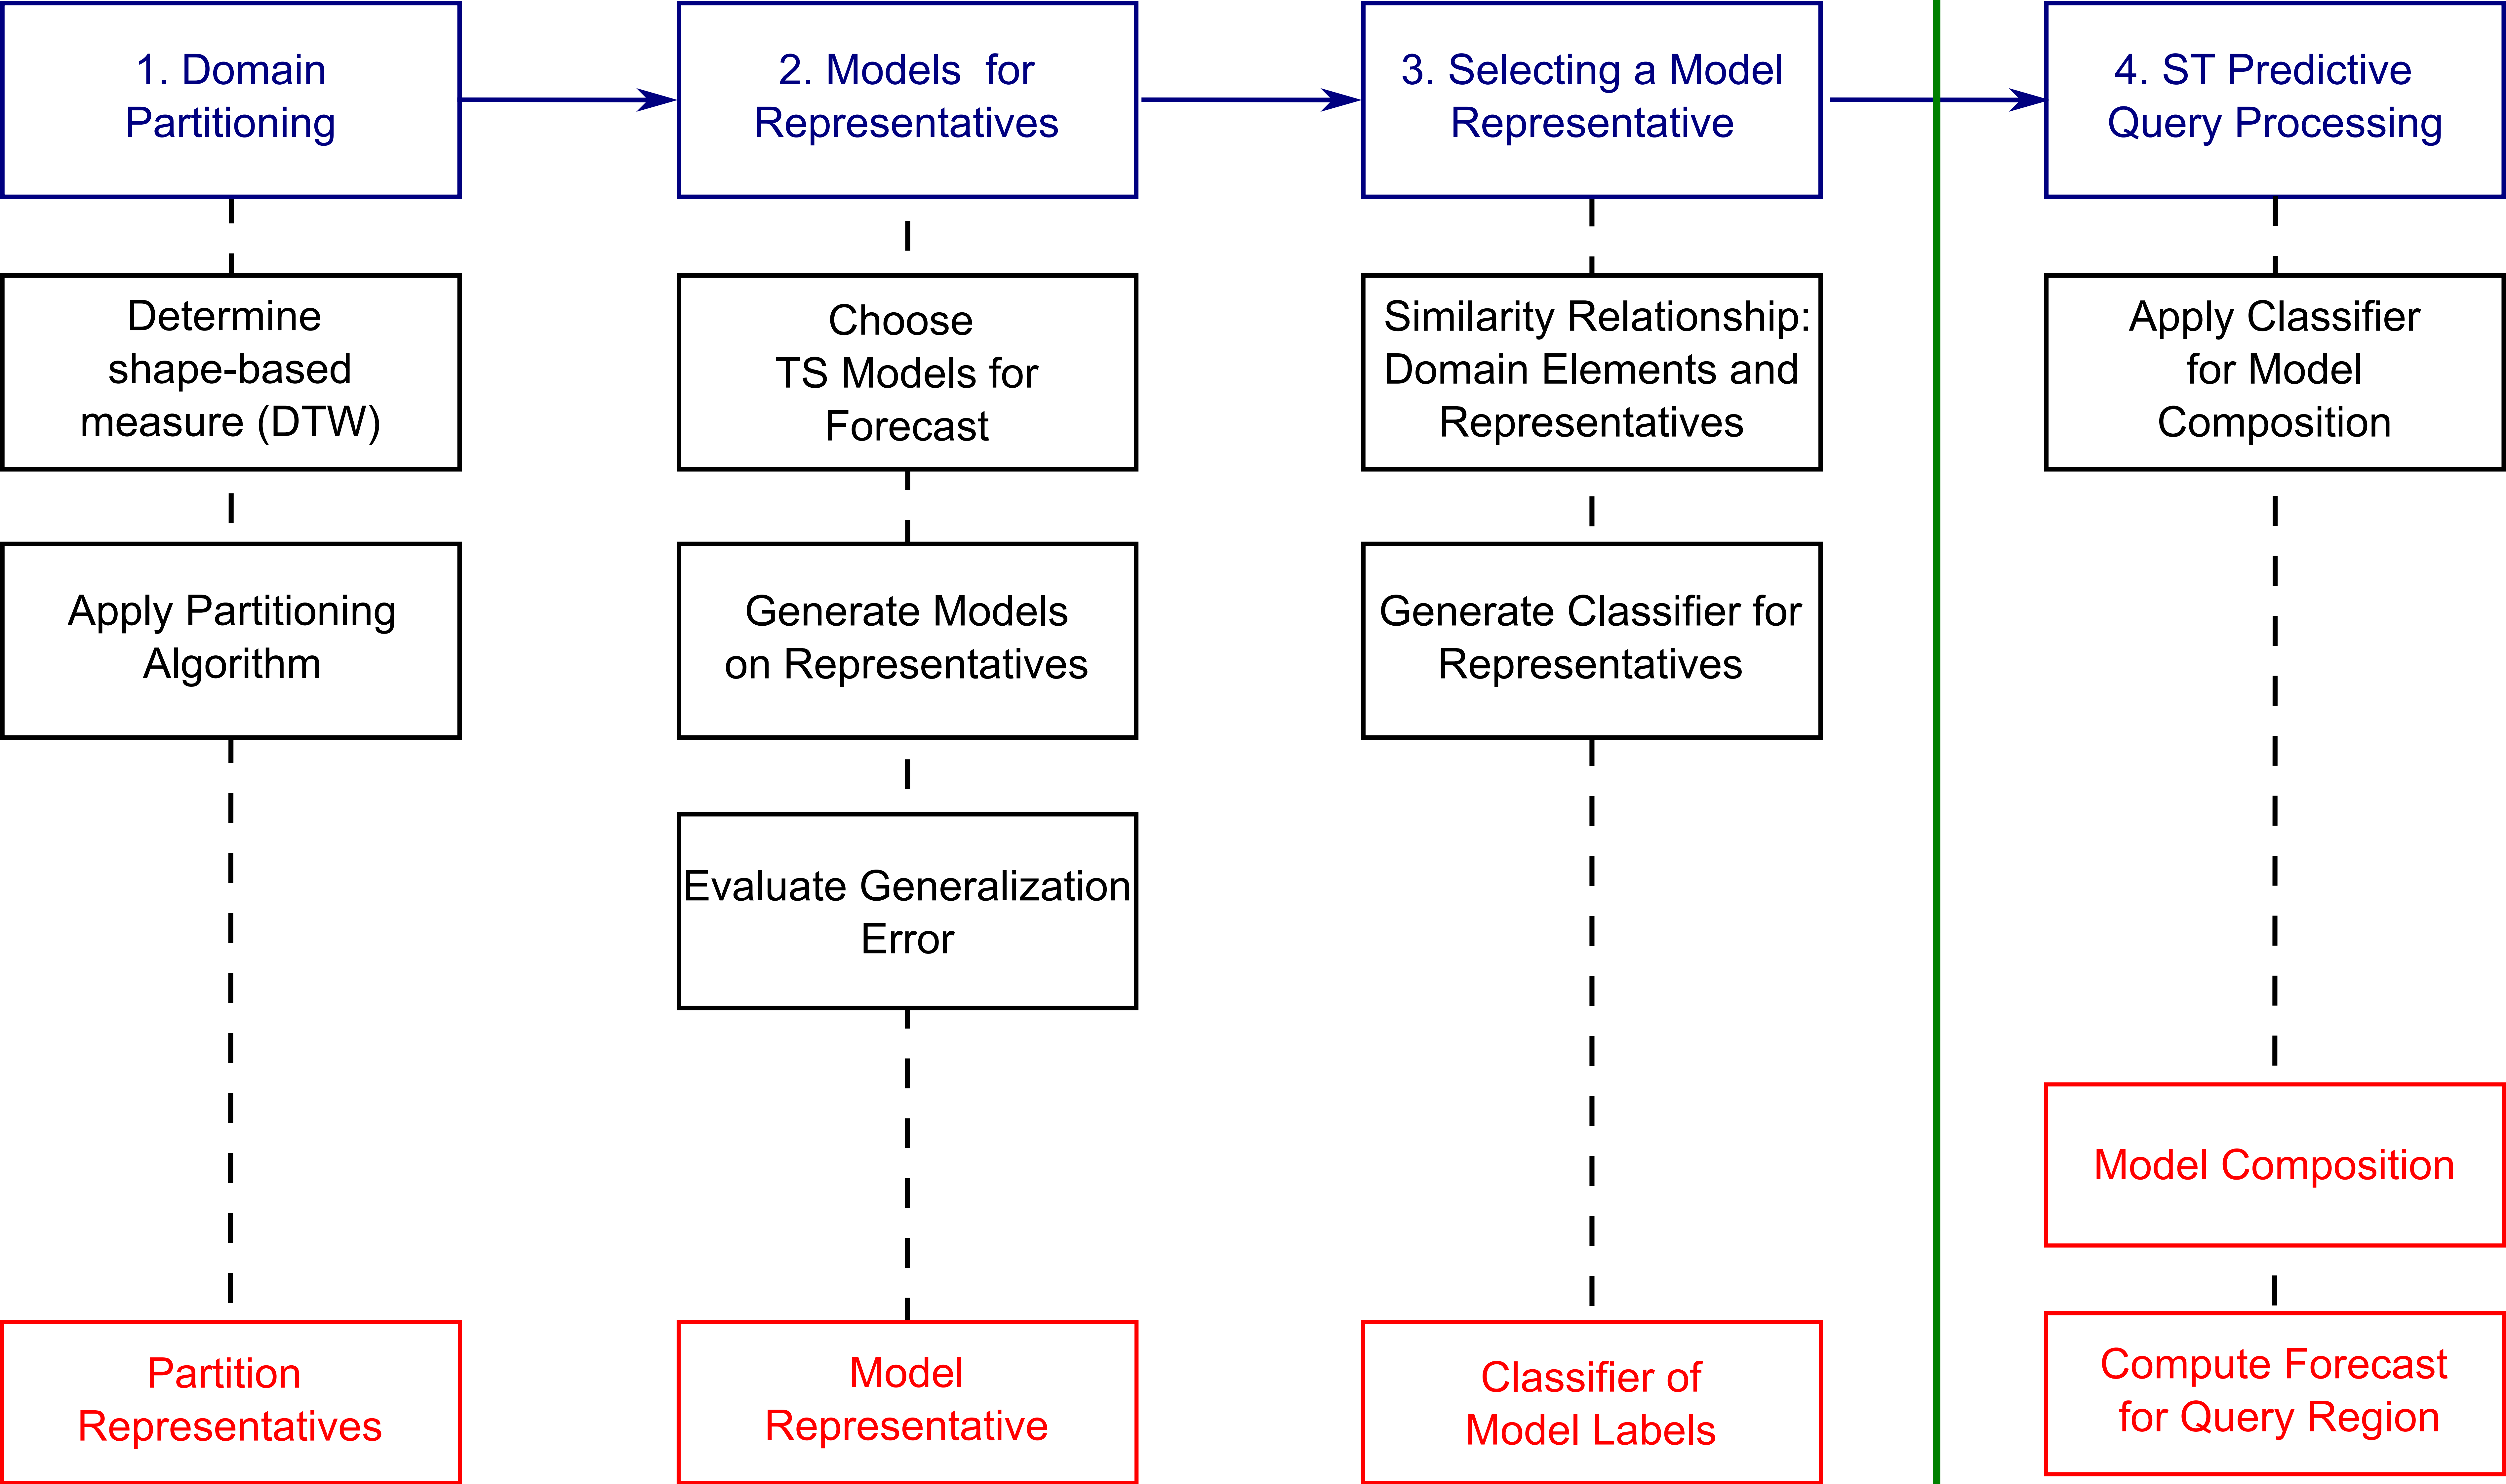 1. Domain
Partitioning
2. Models for
Representatives
3. Selecting a Model
Representative
4. ST Predictive
Query Processing
Determine
shape-based
measure (DTW)
Choose
TS Models for
Forecast
Similarity Relationship:
Domain Elements and
Representatives
Apply Classifier
for Model
Composition
Apply Partitioning
Algorithm
Generate Models
on Representatives
Generate Classifier for
Representatives
Evaluate Generalization
Error
Model Composition
Partition
Representatives
Model
Representative
Classifier of
Model Labels
Compute Forecast
for Query Region